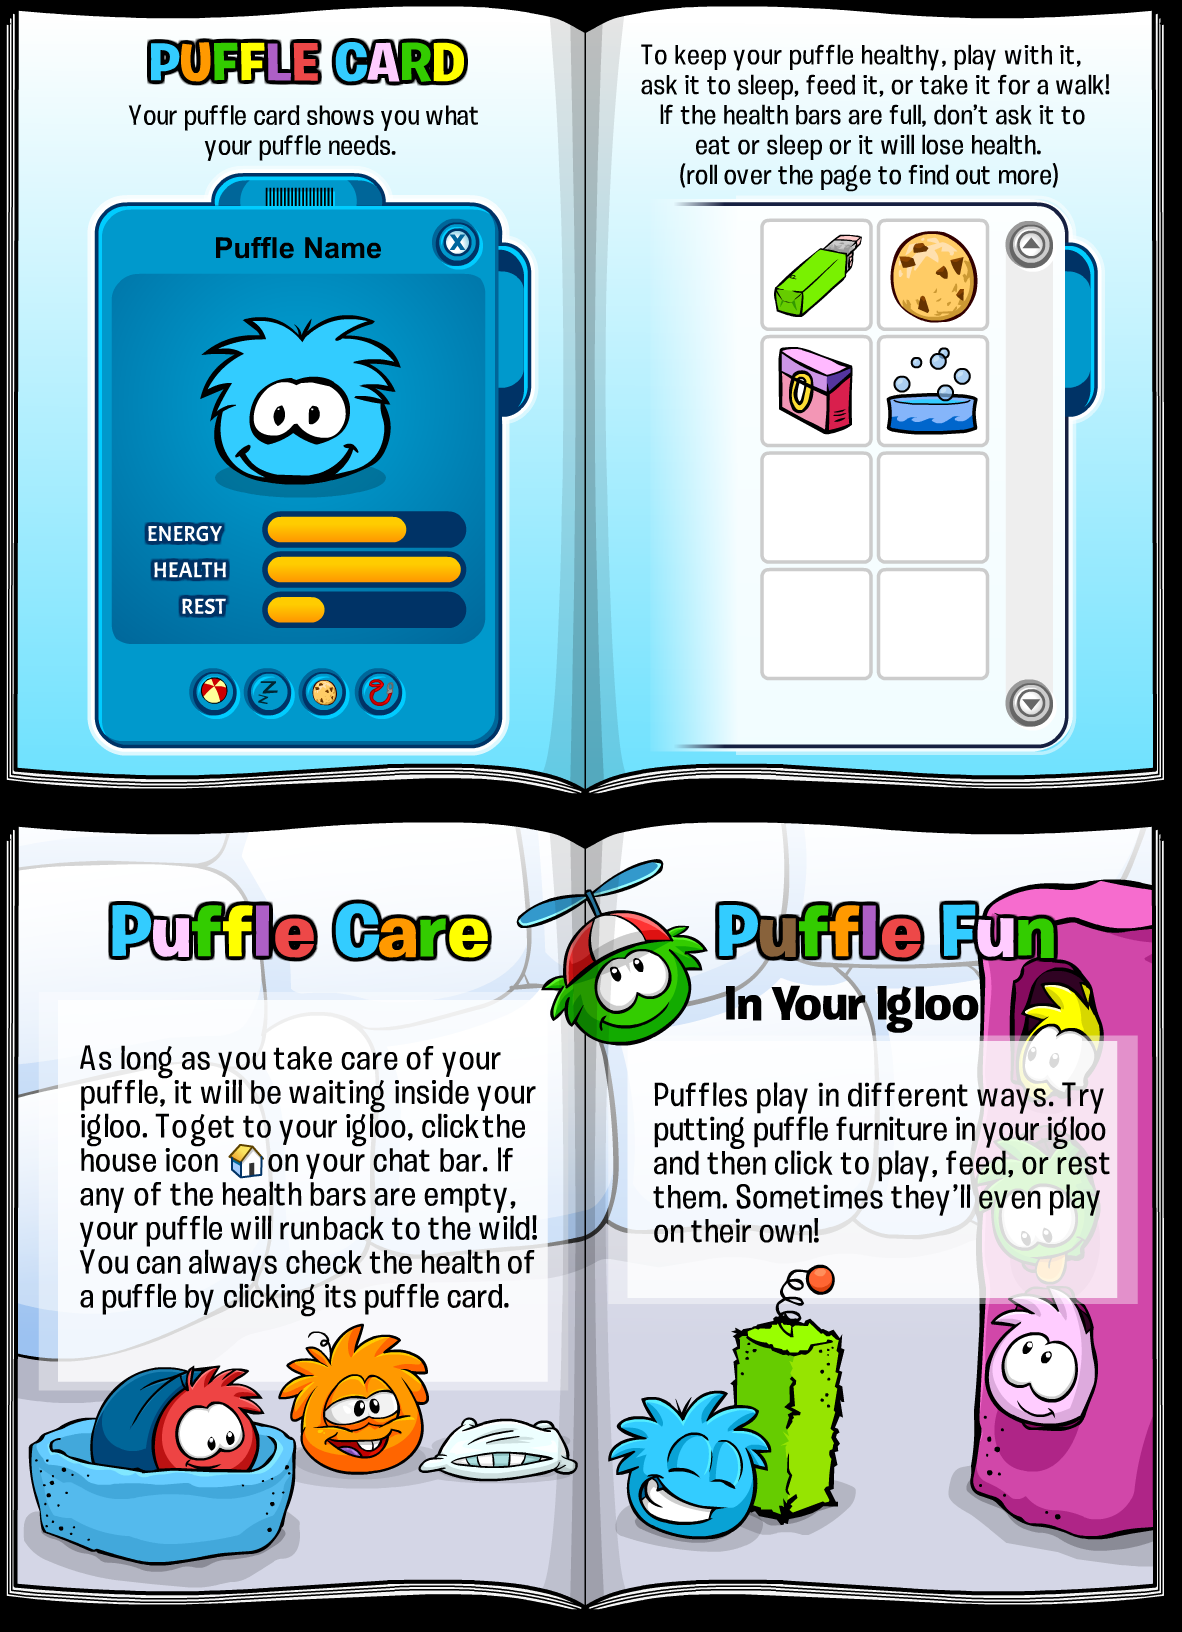 PUFFLE CARD
Your puffle card shows you what
your puffle needs.
Puffle Name
X
ENERGY
HEALTH
REST
Z
Z
To keep your puffle healthy, play with it,
ask it to sleep, feed it, or take it for a walk!
If the health bars are full, don't ask it to
eat or sleep or it will lose health.
(roll over the page to find out more)
O
Puffle Care
As long as you take care of your
puffle, it will be waiting inside your
igloo. To get to your igloo, click the
house icon on your chat bar. If
any of the health bars are empty,
your puffle will run back to the wild!
You can always check the health of
a puffle by clicking its puffle card.
Puffle Fun
In Your Igloo
Puffles play in different ways. Try
putting puffle furniture in your igloo
and then click to play, feed, or rest
them. Sometimes they'll even play
on their own!